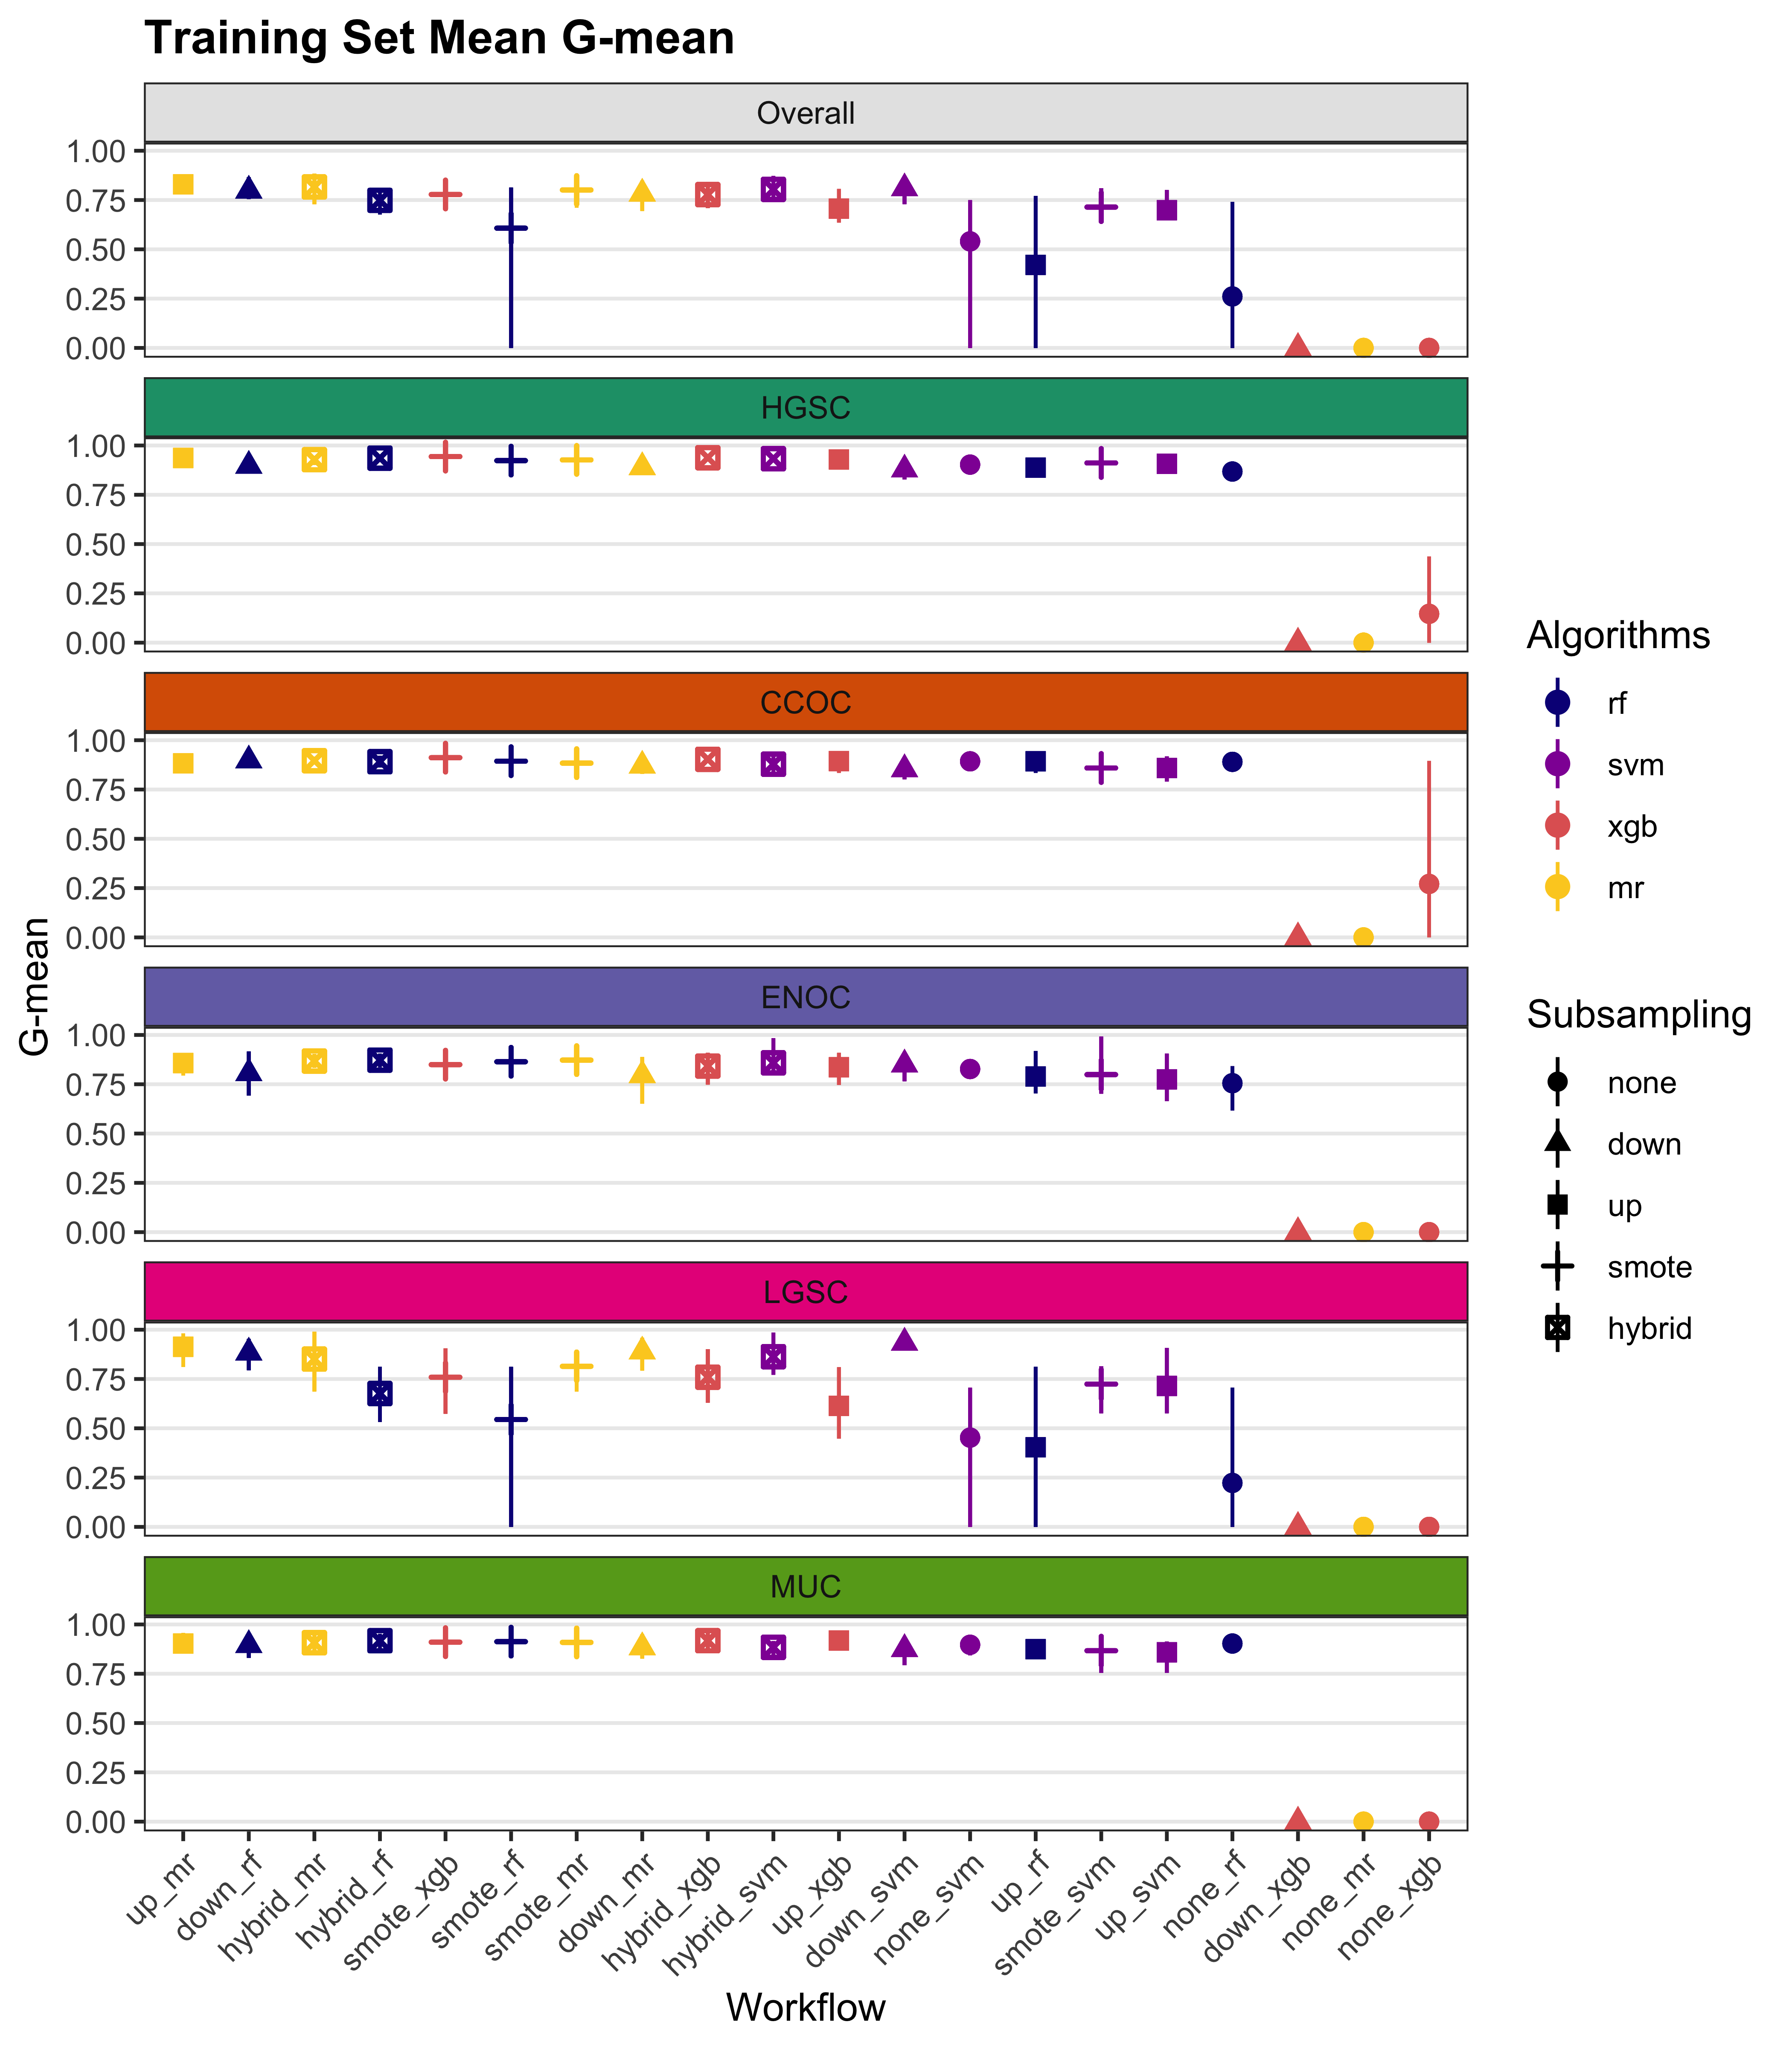 Training Set Mean G-mean
Overall
1.00
0.75
0.50
0.25
0.00
HGSC
1.00
0.75
0.50
0.25
0.00
CCOC
1.00
0.75
0.50
0.25
0.00
ENOC
1.00
0.75
0.50
0.25
0.00
LGSC
1.00
0.75
0.50
0.25
0.00
MUC
1.00
0.75
0.50
0.25
0.00
G-mean
up_mr
down_rf
hybrid_mr
hybrid_rf
smote_xgb
smote_rf
smote_mr
down_mr
hybrid_xgb
hybrid_svm
up_xgb
down_svm
none_svm
up_rf
smote_svm
up_svm
none_rf
down_xgb
none_mr
none_xgb
Workflow
Algorithms
rf
svm
xgb
mr
Subsampling
none
down
up
smote
hybrid